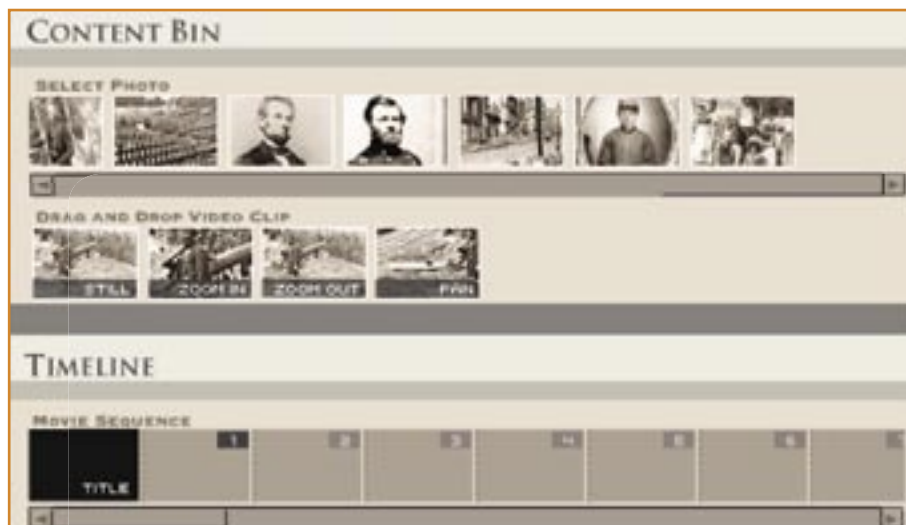 CONTENT BIN
SELECT PHOTO
DRAG AND DROP VIDEO CLIP
STILL ZOOM IN ZOOM OUT PAN
TIMELINE
MOVIE SEQUENCE
1 2 3 4 5 6
TITLE